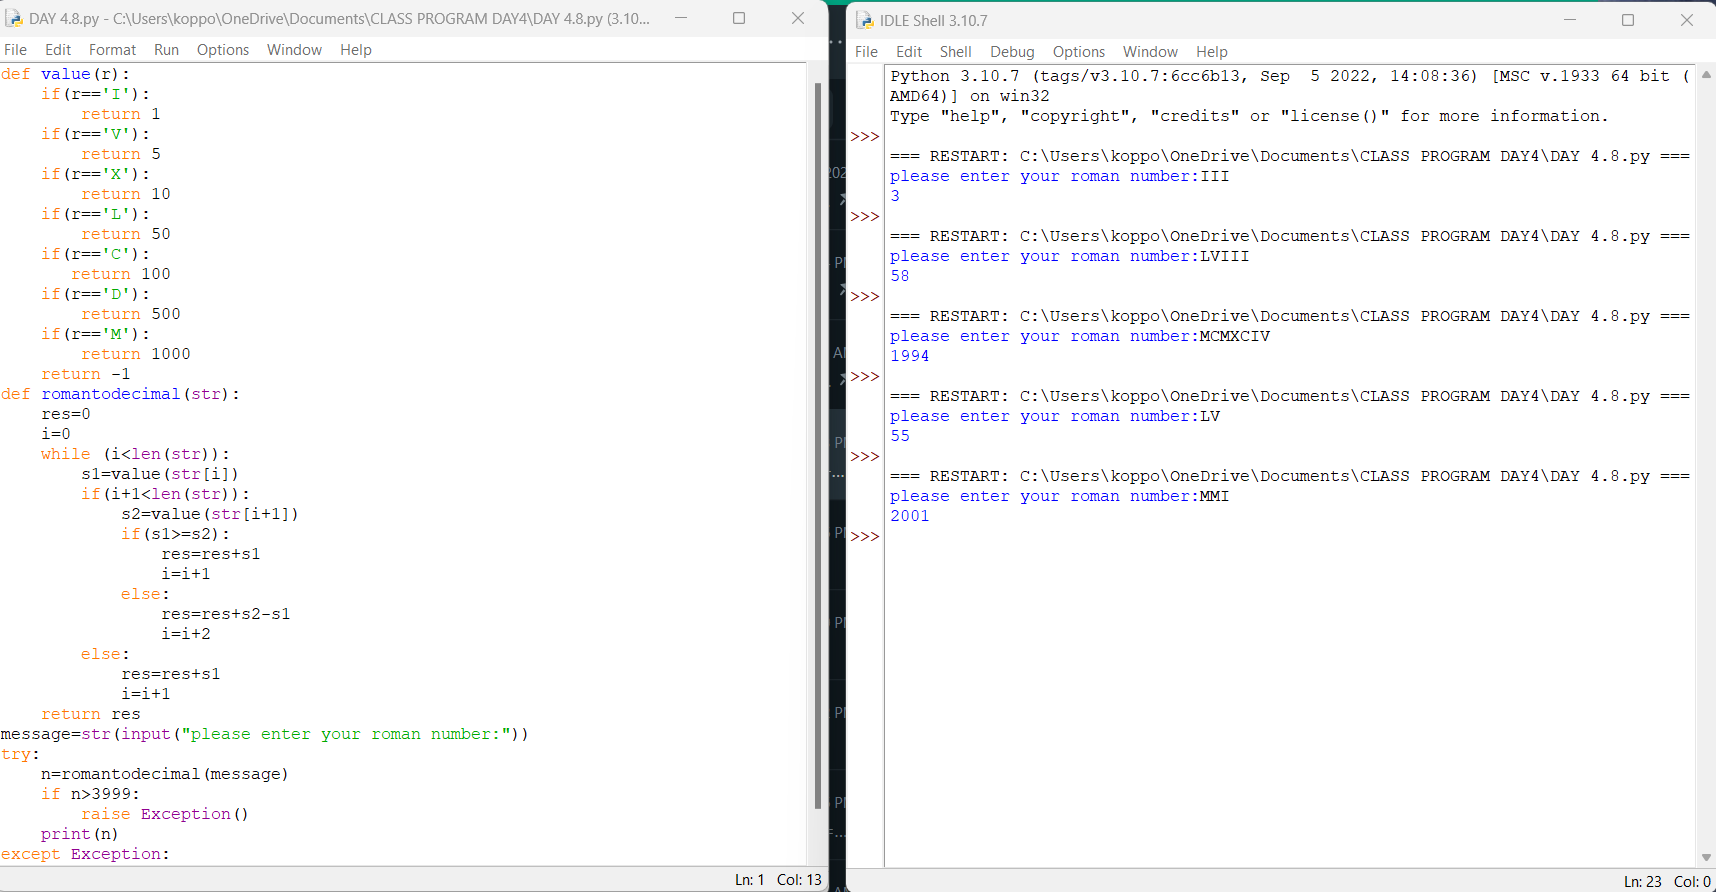 DAY 4.8.py - C:\Users\koppo\OneDrive\Documents\CLASS PROGRAM DAY4\DAY 4.8.py (3.10...
File Edit Format Run Options Window Help
def value(r):
    if(r=='I'):
        return 1
    if(r=='V'):
        return 5
    if(r=='X'):
        return 10
    if(r=='L'):
        return 50
    if(r=='C'):
       return 100
    if(r=='D'):
        return 500
    if(r=='M'):
        return 1000
    return -1
def romantodecimal(str):
    res=0
    i=0
    while (i<len(str)):
        s1=value(str[i])
        if(i+1<len(str)):
            s2=value(str[i+1])
            if(s1>=s2):
                res=res+s1
                i=i+1
            else:
                res=res+s2-s1
                i=i+2
        else:
            res=res+s1
            i=i+1
    return res
message=str(input("please enter your roman number:"))
try:
    n=romantodecimal(message)
    if n>3999:
        raise Exception()
    print(n)
except Exception:
Ln: 1 Col: 13
IDLE Shell 3.10.7
File Edit Shell Debug Options Window Help
Python 3.10.7 (tags/v3.10.7:6cc6b13, Sep  5 2022, 14:08:36) [MSC v.1933 64 bit (
AMD64)] on win32
Type "help", "copyright", "credits" or "license()" for more information.
>>>
=== RESTART: C:\Users\koppo\OneDrive\Documents\CLASS PROGRAM DAY4\DAY 4.8.py ===
please enter your roman number:III
3
>>>
=== RESTART: C:\Users\koppo\OneDrive\Documents\CLASS PROGRAM DAY4\DAY 4.8.py ===
please enter your roman number:LVIII
58
>>>
=== RESTART: C:\Users\koppo\OneDrive\Documents\CLASS PROGRAM DAY4\DAY 4.8.py ===
please enter your roman number:MCMXCIV
1994
>>>
=== RESTART: C:\Users\koppo\OneDrive\Documents\CLASS PROGRAM DAY4\DAY 4.8.py ===
please enter your roman number:LV
55
>>>
=== RESTART: C:\Users\koppo\OneDrive\Documents\CLASS PROGRAM DAY4\DAY 4.8.py ===
please enter your roman number:MMI
2001
>>>
Ln: 23 Col: 0